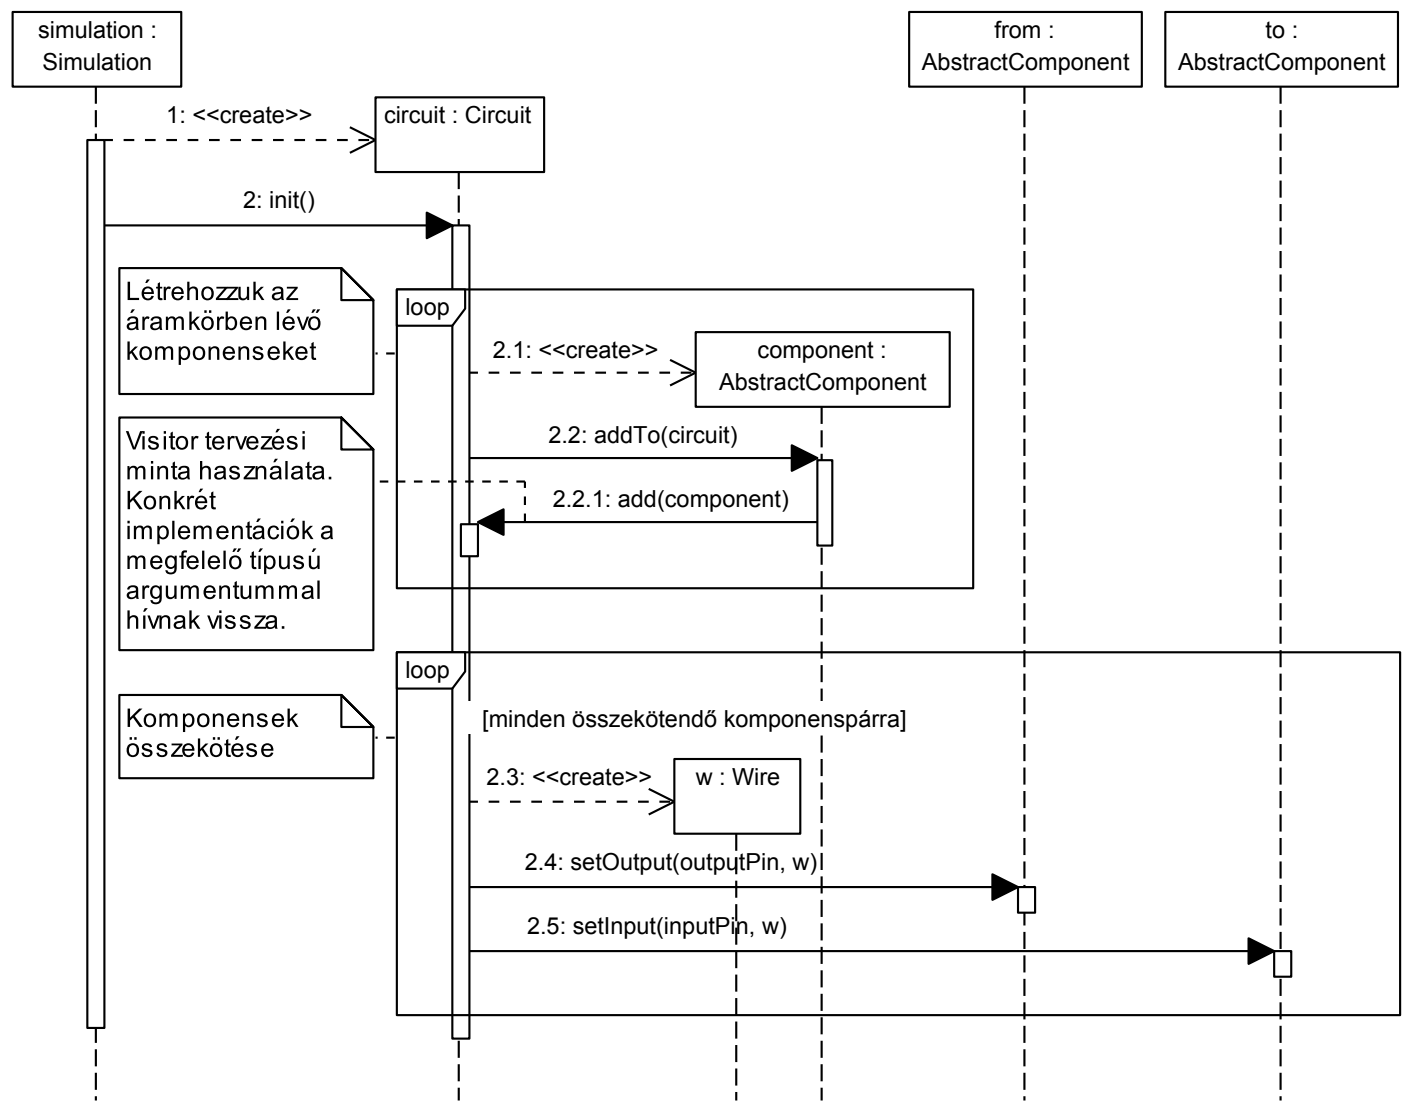 simulation :
Simulation
from :
AbstractComponent
to :
AbstractComponent
1: <<create>>
circuit : Circuit
2: init()
Létrehozzuk az
áramkörben lévő
komponenseket
loop
2.1: <<create>>
component :
AbstractComponent
Visitor tervezési
minta használata.
Konkrét
implementációk a
megfelelő típusú
argumentummal
hívnak vissza.
2.2: addTo(circuit)
2.2.1: add(component)
loop
Komponensek
összekötése
[minden összekötendő komponenspárra]
2.3: <<create>>
w : Wire
2.4: setOutput(outputPin, w)
2.5: setInput(inputPin, w)